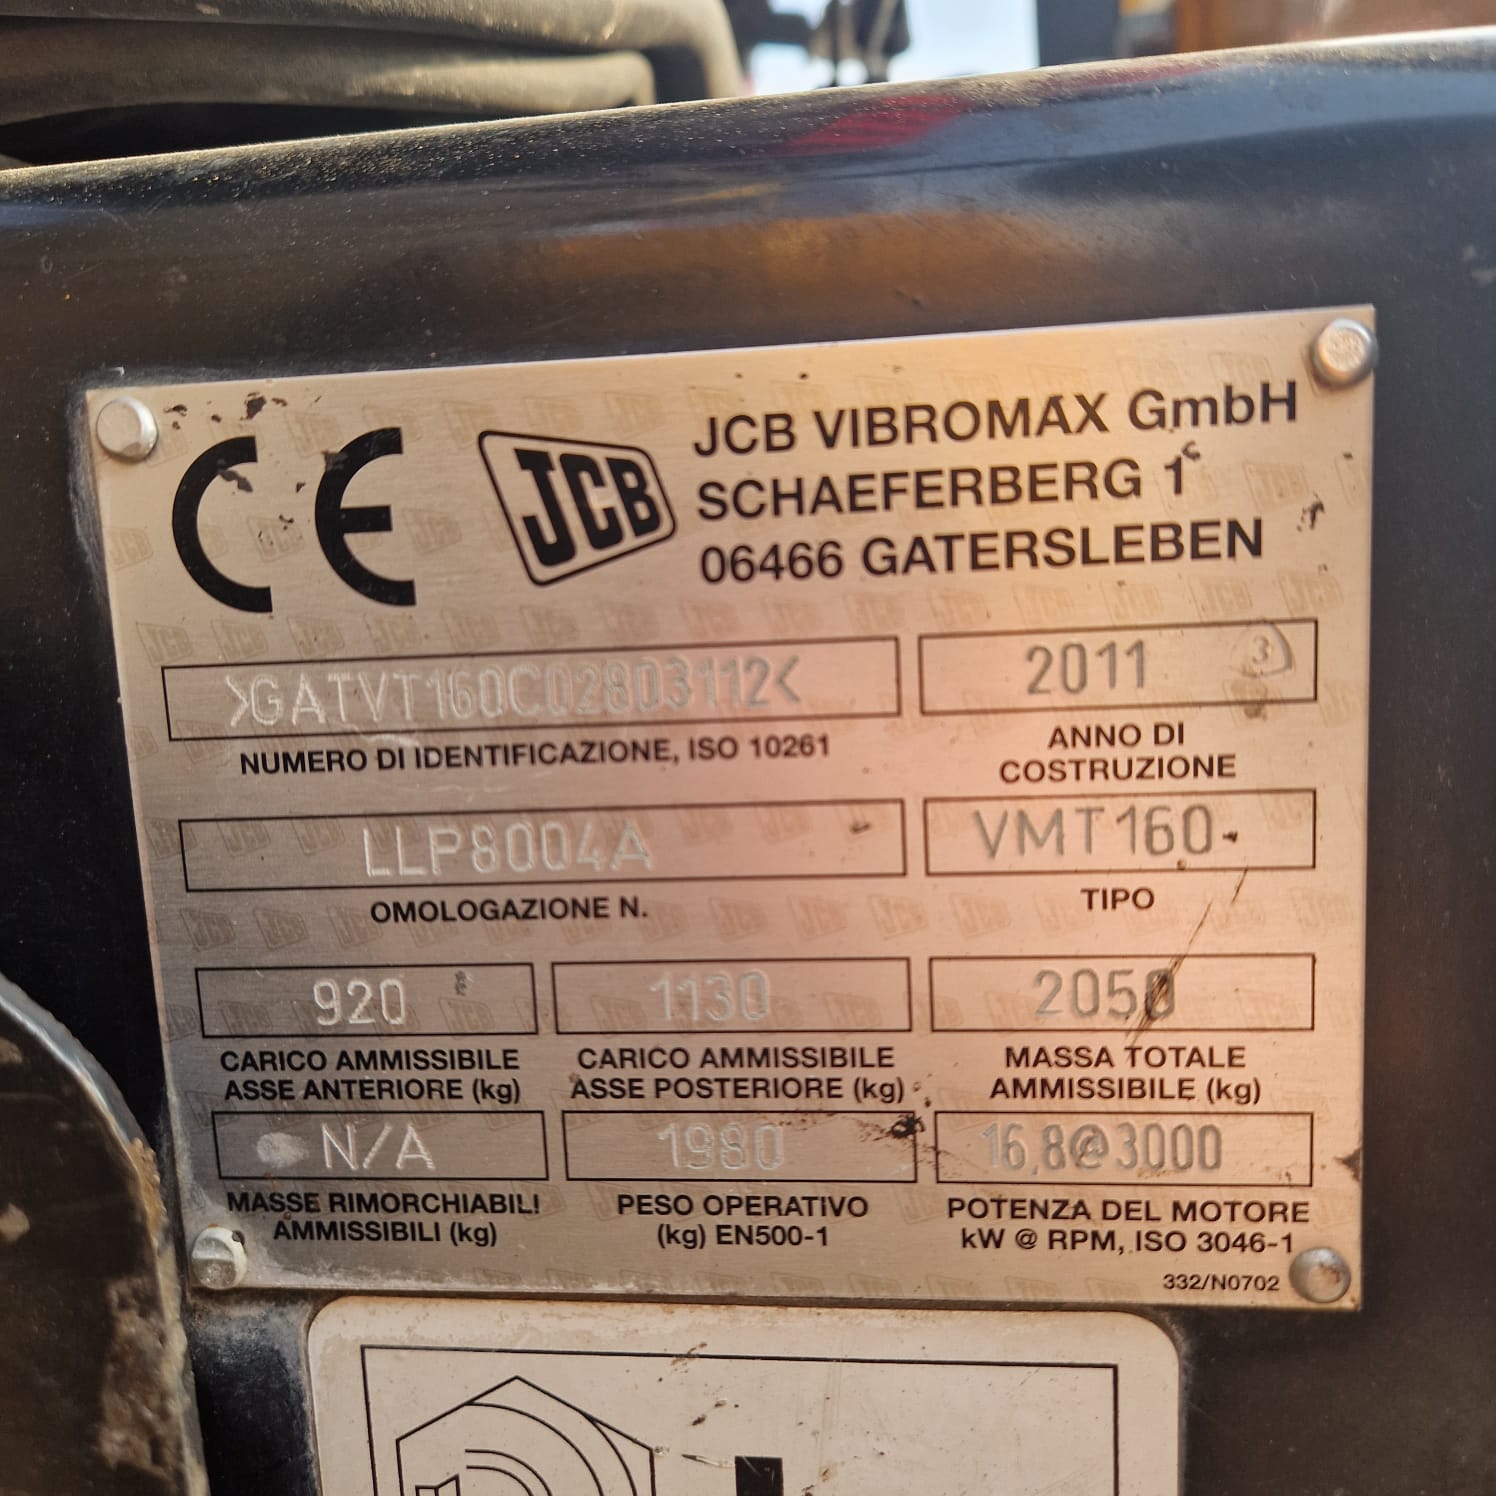 CE JCB JCB VIBROMAX GmbH
SCHAEFERBERG 1
06466 GATERSLEBEN
>GATVT160C02803112<
NUMERO DI IDENTIFICAZIONE, ISO 10261
2011 3
ANNO DI
COSTRUZIONE
LLP8004A
OMOLOGAZIONE N.
VMT160
TIPO
920
CARICO AMMISSIBILE
ASSE ANTERIORE (kg)
1130
CARICO AMMISSIBILE
ASSE POSTERIORE (kg)
2050
MASSA TOTALE
AMMISSIBILE (kg)
N/A
MASSE RIMORCHIABILI
AMMISSIBILI (kg)
1980
PESO OPERATIVO
(kg) EN500-1
16,8@3000
POTENZA DEL MOTORE
kW @ RPM, ISO 3046-1
332/N0702